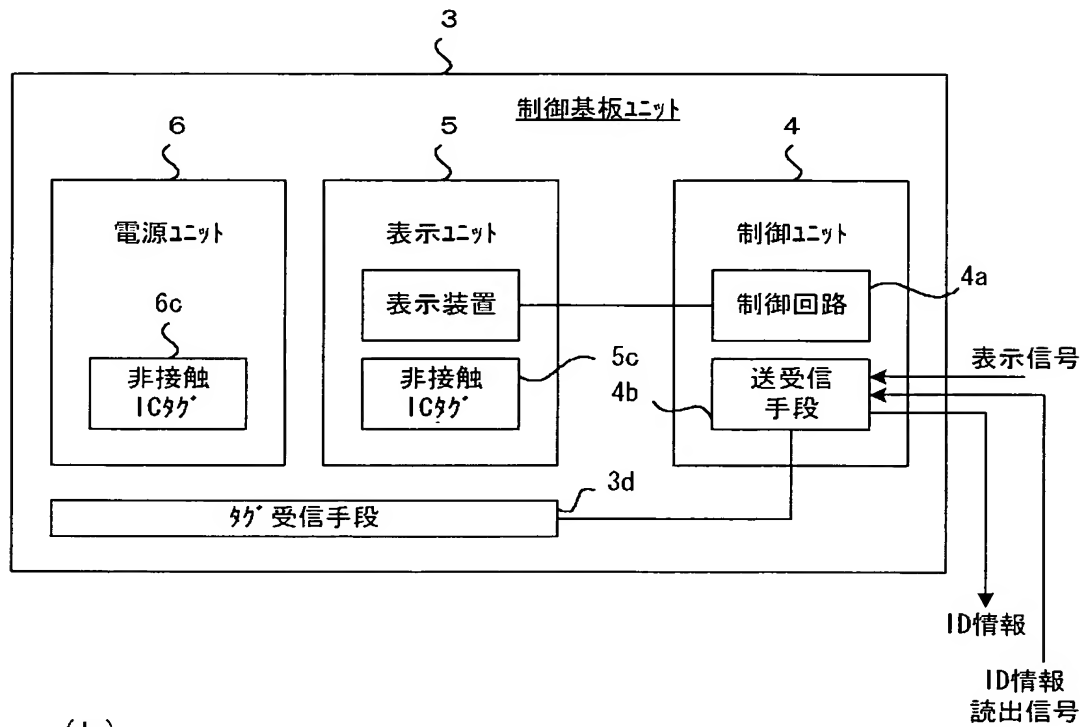 3
制御基板ユニット
6
5
4
電源ユニット
表示ユニット
制御ユニット
6c
表示装置
制御回路
4a
非接触
ICタグ
非接触
ICタグ
5c
4b
送受信
手段
表示信号
タグ受信手段
3d
ID情報
ID情報
読出信号
(b)